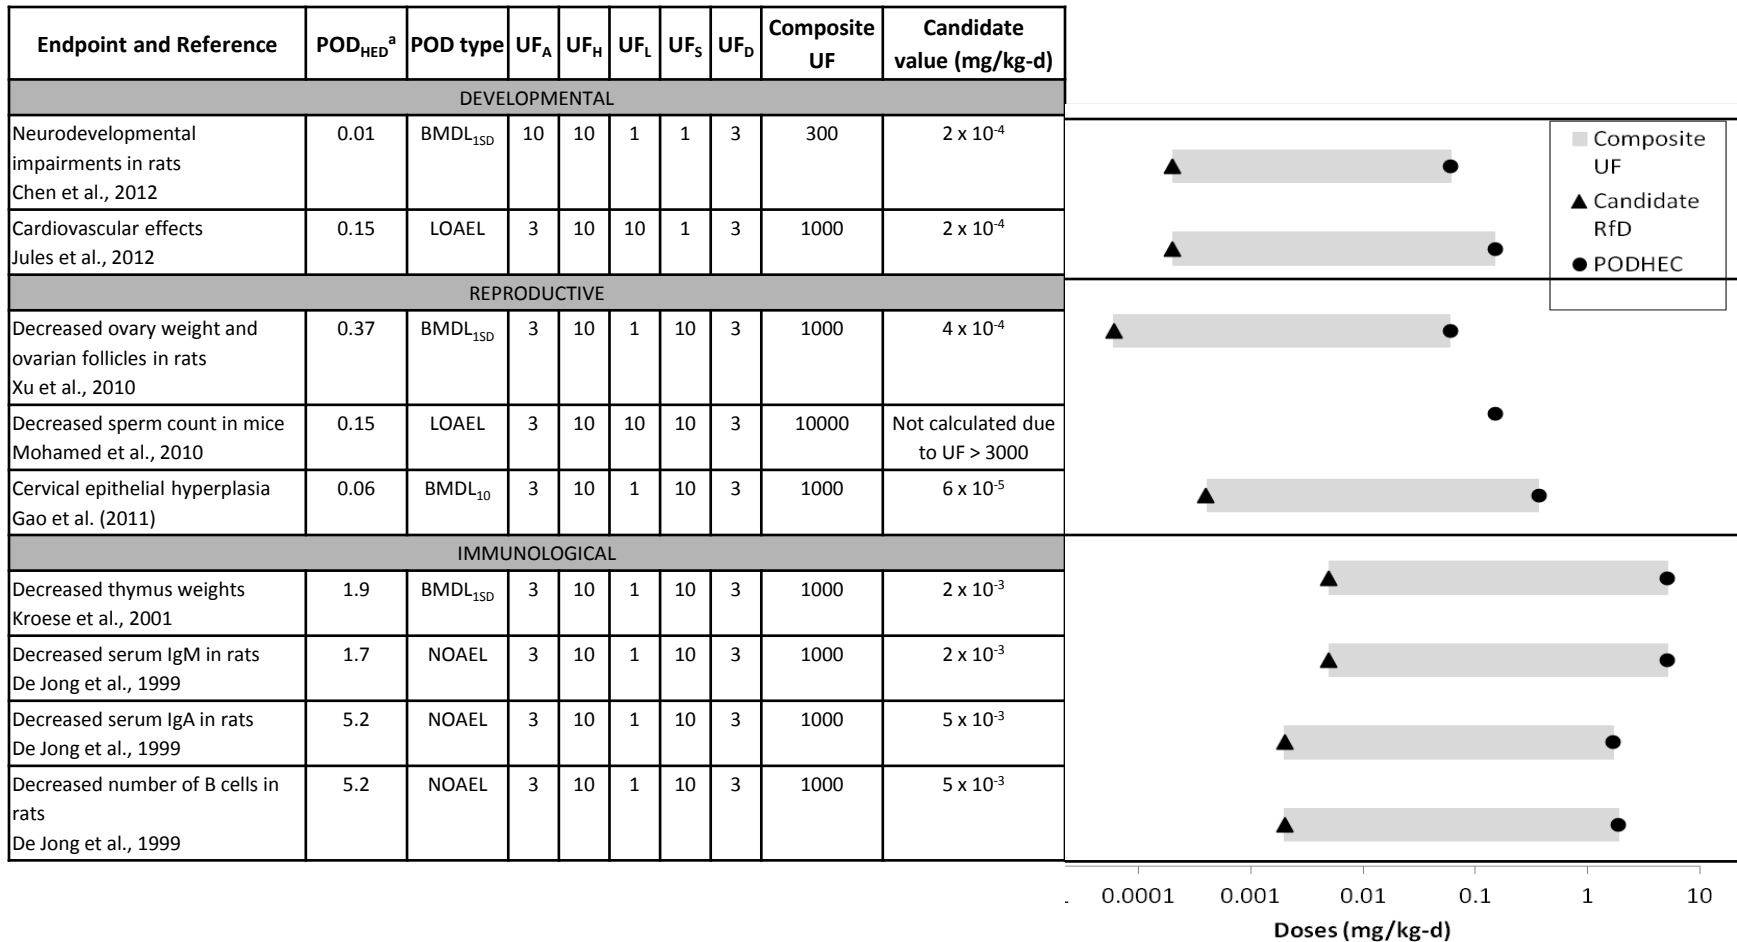 Endpoint and Reference POD_HED^a POD type UF_A UF_H UF_L UF_S UF_D Composite UF Candidate value (mg/kg-d)
DEVELOPMENTAL
Neurodevelopmental 0.01 BMDL_1SD 10 10 1 1 3 300 2 x 10^-4
impairments in rats
Chen et al., 2012
Cardiovascular effects 0.15 LOAEL 3 10 10 1 3 1000 2 x 10^-4
Jules et al., 2012
REPRODUCTIVE
Decreased ovary weight and 0.37 BMDL_1SD 3 10 1 10 3 1000 4 x 10^-4
ovarian follicles in rats
Xu et al., 2010
Decreased sperm count in mice 0.15 LOAEL 3 10 10 10 3 10000 Not calculated due
Mohamed et al., 2010 to UF > 3000
Cervical epithelial hyperplasia 0.06 BMDL_10 3 10 1 10 3 1000 6 x 10^-5
Gao et al. (2011)
IMMUNOLOGICAL
Decreased thymus weights 1.9 BMDL_1SD 3 10 1 10 3 1000 2 x 10^-3
Kroese et al., 2001
Decreased serum IgM in rats 1.7 NOAEL 3 10 1 10 3 1000 2 x 10^-3
De Jong et al., 1999
Decreased serum IgA in rats 5.2 NOAEL 3 10 1 10 3 1000 5 x 10^-3
De Jong et al., 1999
Decreased number of B cells in 5.2 NOAEL 3 10 1 10 3 1000 5 x 10^-3
rats
De Jong et al., 1999
Composite
UF
Candidate
RfD
PODHEC
0.0001 0.001 0.01 0.1 1 10
Doses (mg/kg-d)